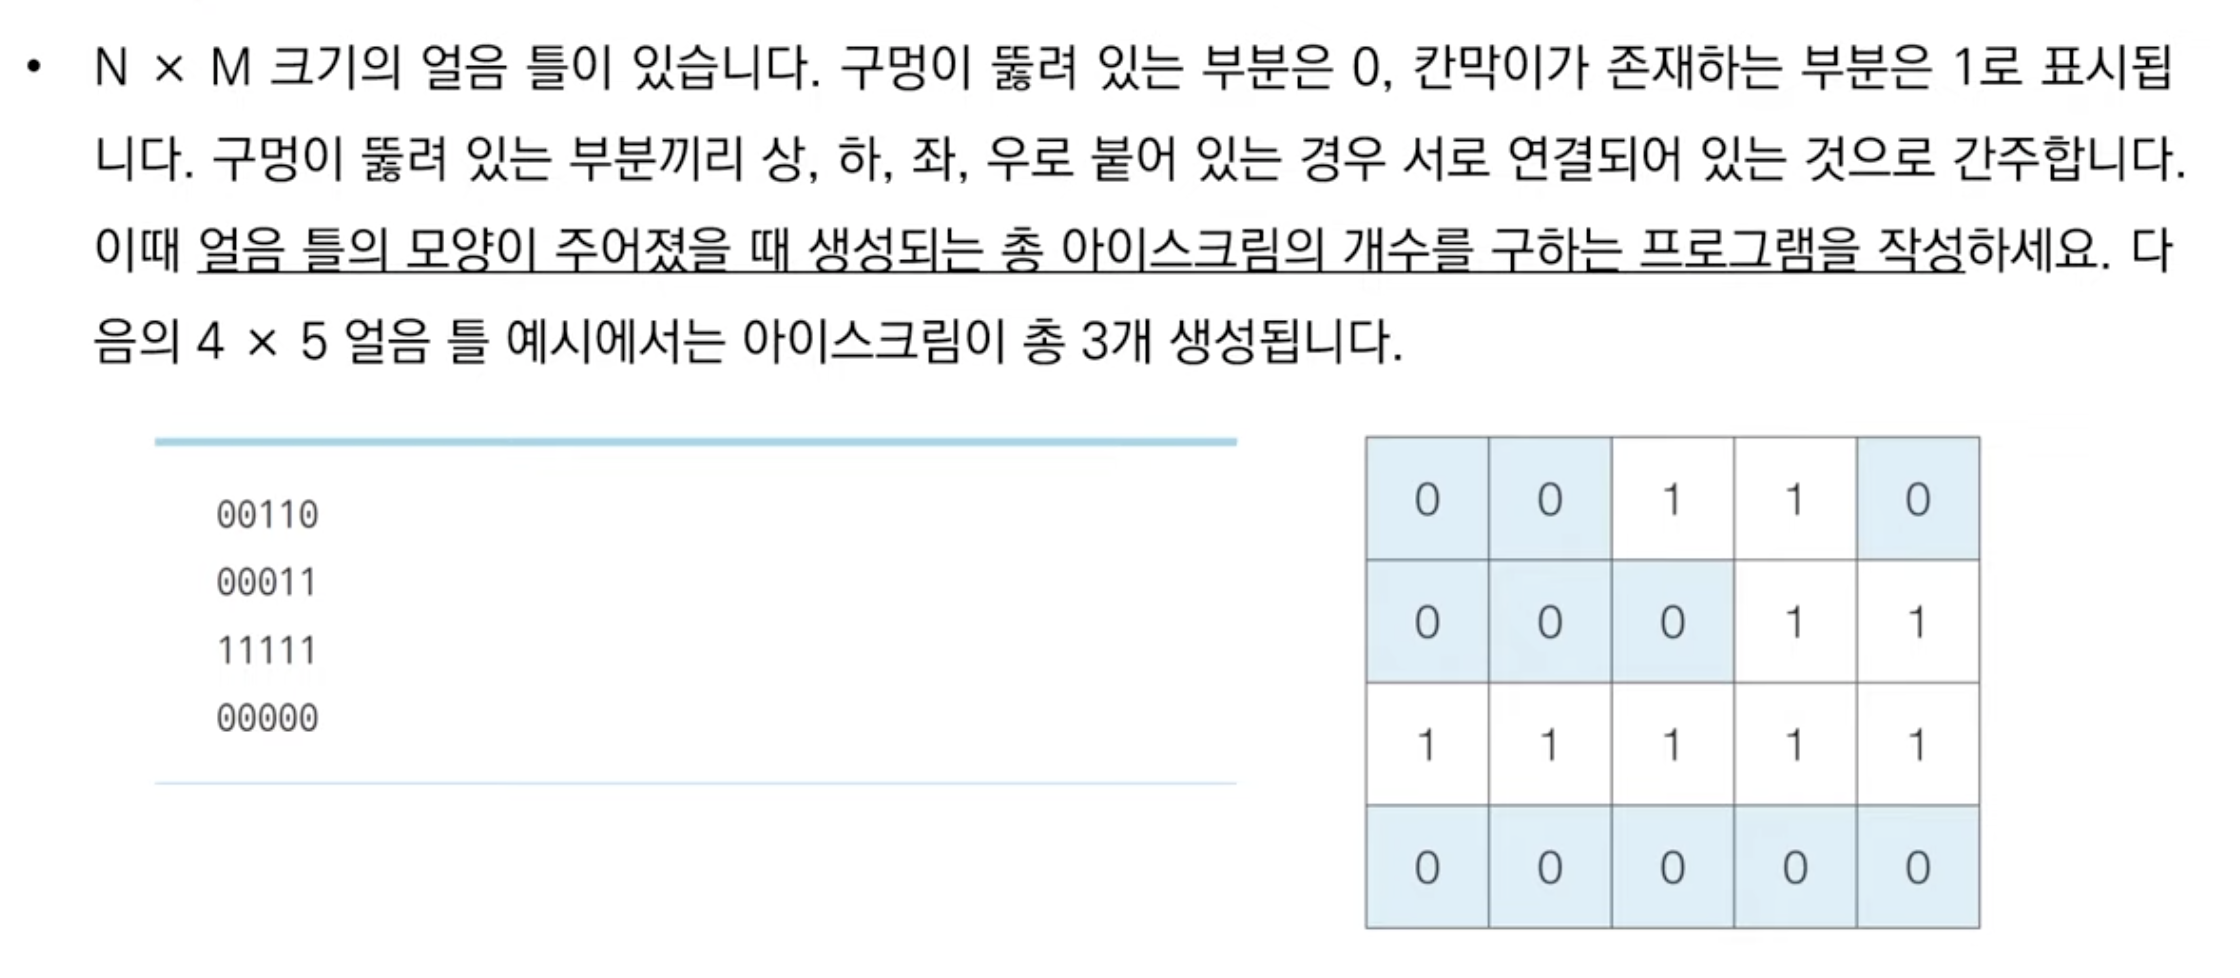 • N × M 크기의 얼음 틀이 있습니다. 구멍이 뚫려 있는 부분은 0, 칸막이가 존재하는 부분은 1로 표시됩
니다. 구멍이 뚫려 있는 부분끼리 상, 하, 좌, 우로 붙어 있는 경우 서로 연결되어 있는 것으로 간주합니다.
이때 얼음 틀의 모양이 주어졌을 때 생성되는 총 아이스크림의 개수를 구하는 프로그램을 작성하세요. 다
음의 4 × 5 얼음 틀 예시에서는 아이스크림이 총 3개 생성됩니다.
00110
00011
11111
00000
0 0 1 1 0
0 0 0 1 1
1 1 1 1 1
0 0 0 0 0